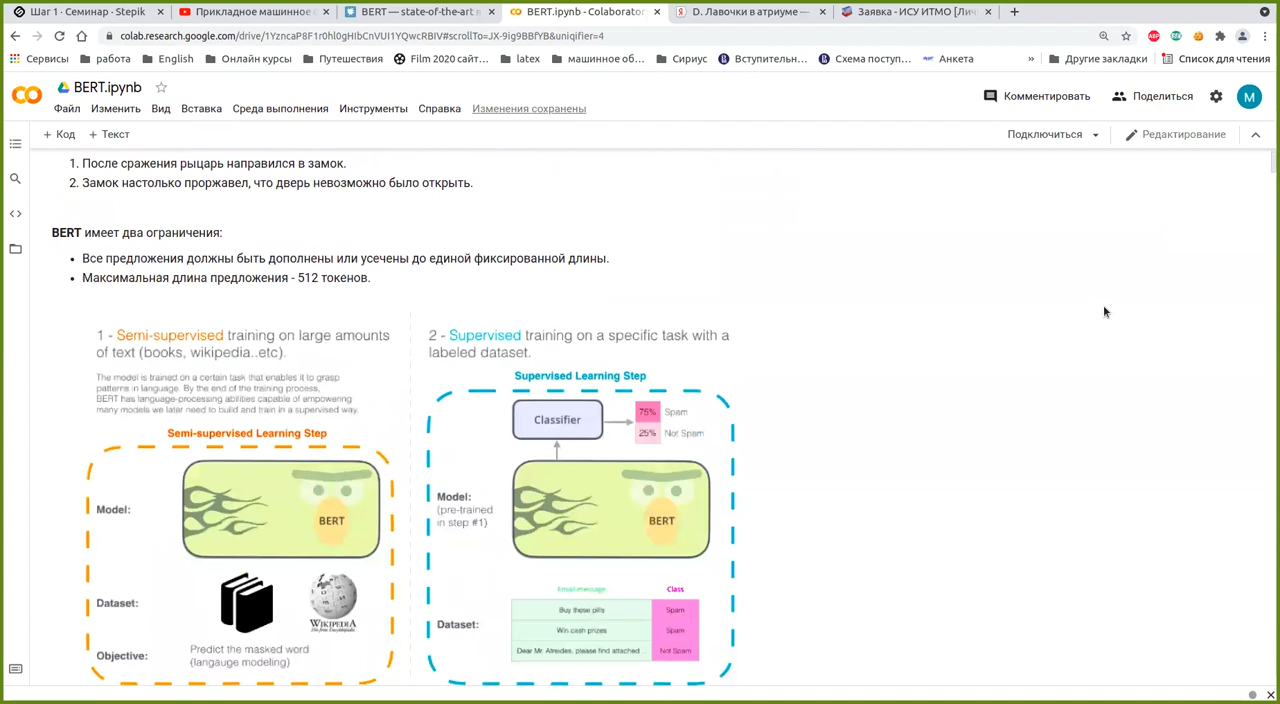 Шаг 1 - Семинар - Stepik
Прикладное машинное
BERT — state-of-the-art
BERT.ipynb - Colaborator
D. Лавочки в атриуме —
Заявка - ИСУ ИТМО [Лич
colab.research.google.com/drive/1YzncaP8F1r0hl0gHIbCnVUI1YQwcRBIV#scrollTo=JX-9ig9BBfYB&uniqifier=4
Сервисы работа English Онлайн курсы Путешествия Film 2020 сайт... latex машинное об... Сириус Вступительн... Схема поступ... Анкета » Другие закладки Список для чтения
BERT.ipynb
Файл Изменить Вид Вставка Среда выполнения Инструменты Справка Изменения сохранены
Комментировать Поделиться M
+ Код + Текст Подключиться Редактирование
1. После сражения рыцарь направился в замок.
2. Замок настолько проржавел, что дверь невозможно было открыть.
BERT имеет два ограничения:
• Все предложения должны быть дополнены или усечены до единой фиксированной длины.
• Максимальная длина предложения - 512 токенов.
1 - Semi-supervised training on large amounts
of text (books, wikipedia..etc).
The model is trained on a certain task that enables it to grasp
patterns in language. By the end of the training process,
BERT has language-processing abilities capable of empowering
many models we later need to build and train in a supervised way.
Semi-supervised Learning Step
Model:
BERT
Dataset:
WIKIPEDIA
Objective:
Predict the masked word
(langauge modeling)
2 - Supervised training on a specific task with a
labeled dataset.
Supervised Learning Step
Classifier
75% Spam
25% Not Spam
Model:
(pre-trained
in step #1)
BERT
Dataset:
Email message Class
Buy these pills Spam
Win cash prizes Spam
Dear Mr. Atreides, please find attached... Not Spam